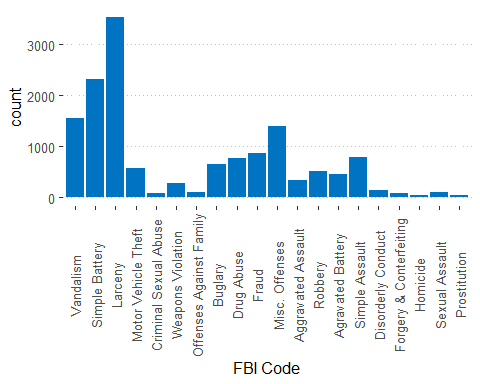 3000
2000
1000
0
count
Vandalism
Simple Battery
Larceny
Motor Vehicle Theft
Criminal Sexual Abuse
Weapons Violation
Offenses Against Family
Buglary
Drug Abuse
Fraud
Misc. Offenses
Aggravated Assault
Robbery
Agravated Battery
Simple Assault
Disorderly Conduct
Forgery & Conterfeiting
Homicide
Sexual Assault
Prostitution
FBI Code